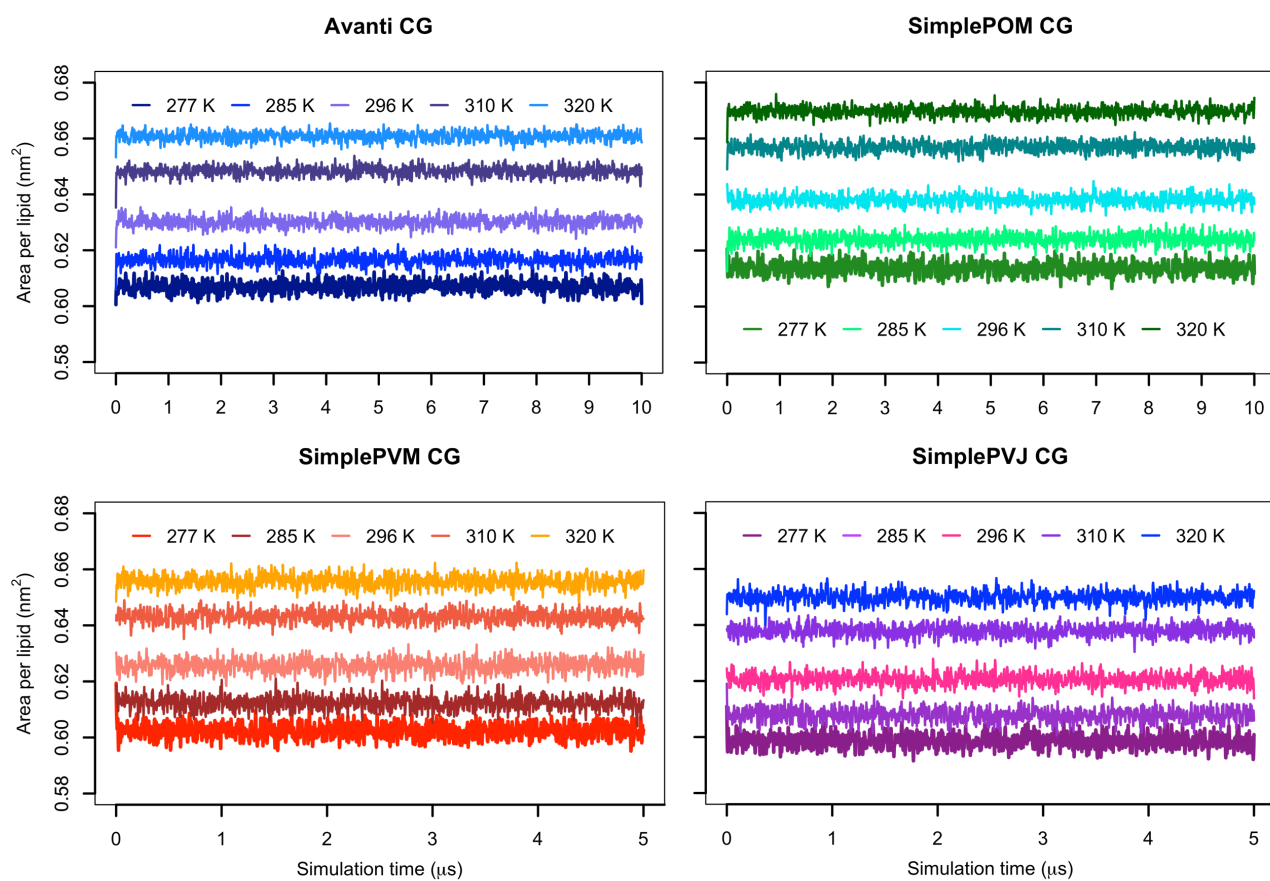 Avanti CG
SimplePOM CG
Area per lipid (nm²)
0.58 0.60 0.62 0.64 0.66 0.68
277 K 285 K 296 K 310 K 320 K
0 1 2 3 4 5 6 7 8 9 10
277 K 285 K 296 K 310 K 320 K
0 1 2 3 4 5 6 7 8 9 10
SimplePVM CG
SimplePVJ CG
Area per lipid (nm²)
0.58 0.60 0.62 0.64 0.66 0.68
277 K 285 K 296 K 310 K 320 K
0 1 2 3 4 5
Simulation time (μs)
277 K 285 K 296 K 310 K 320 K
0 1 2 3 4 5
Simulation time (μs)